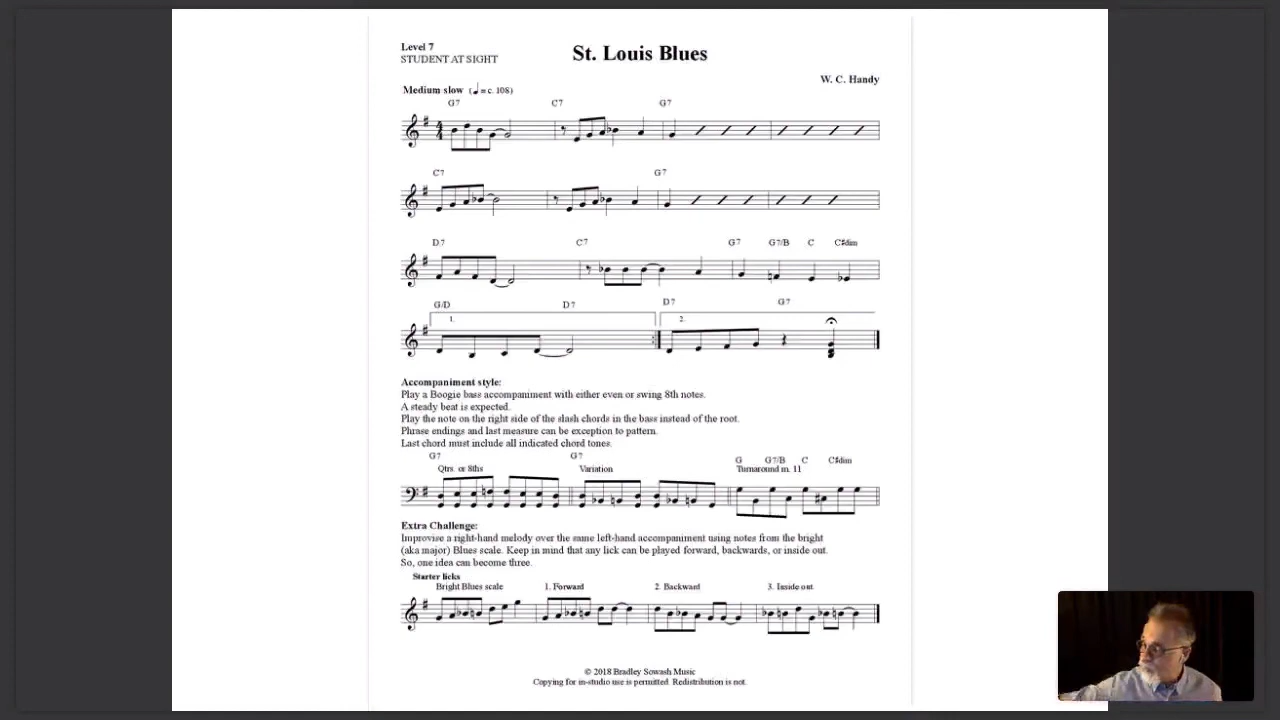 Level 7
STUDENT AT SIGHT
St. Louis Blues
W. C. Handy
Medium slow (♩ = c. 108)
G7 C7 G7
C7 G7
D7 C7 G7 G7/B C C#dim
G/D D7 D7 G7
1. 2.
Accompaniment style:
Play a Boogie bass accompaniment with either even or swing 8th notes.
A steady beat is expected.
Play the note on the right side of the slash chords in the bass instead of the root.
Phrase endings and last measure can be exception to pattern.
Last chord must include all indicated chord tones.
G7 G7 G G7/B C C#dim
Qtrs. or 8ths Variation Turnaround m. 11
Extra Challenge:
Improvise a right-hand melody over the same left-hand accompaniment using notes from the bright
(aka major) Blues scale. Keep in mind that any lick can be played forward, backwards, or inside out.
So, one idea can become three.
Starter licks
Bright Blues scale 1. Forward 2. Backward 3. Inside out
© 2018 Bradley Sowash Music
Copying for in-studio use is permitted. Redistribution is not.